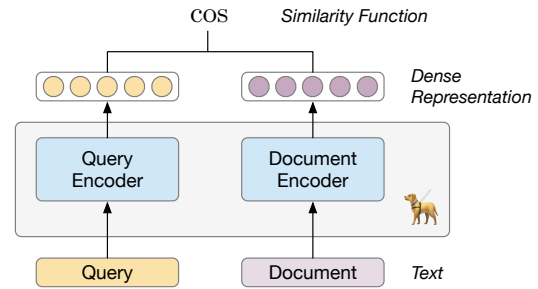 cos
Similarity Function
Dense
Representation
Query
Encoder
Document
Encoder
Query
Document
Text